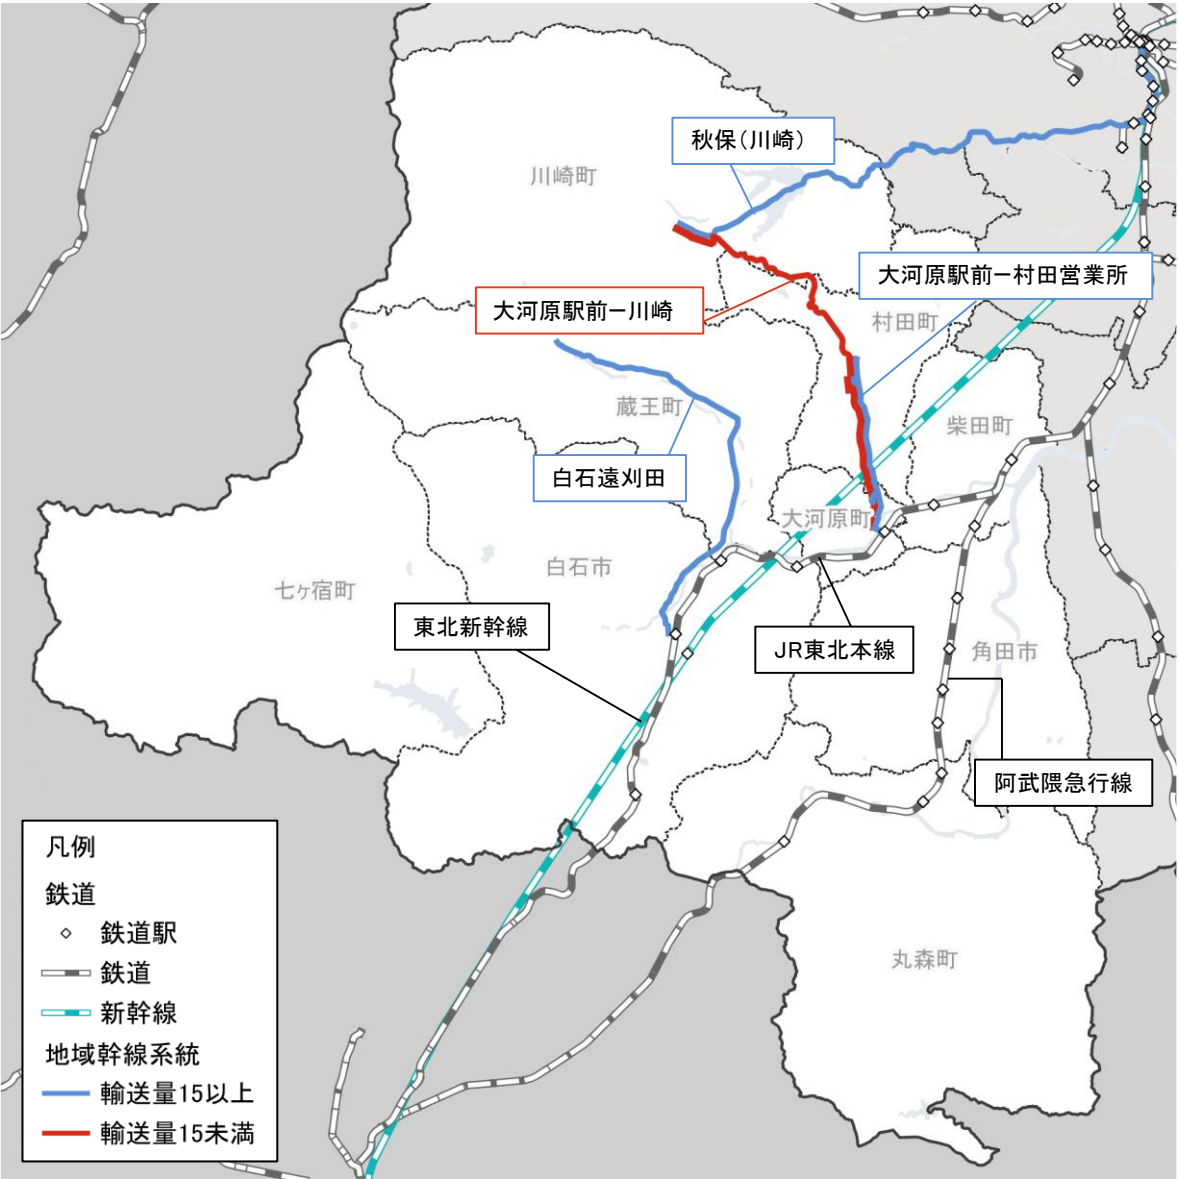 秋保（川崎）
川崎町
大河原駅前ー村田営業所
大河原駅前ー川崎
村田町
蔵王町
柴田町
白石遠刈田
大河原町
白石市
七ヶ宿町
東北新幹線
JR東北本線
角田市
阿武隈急行線
丸森町
凡例
鉄道
鉄道駅
鉄道
新幹線
地域幹線系統
輸送量15以上
輸送量15未満